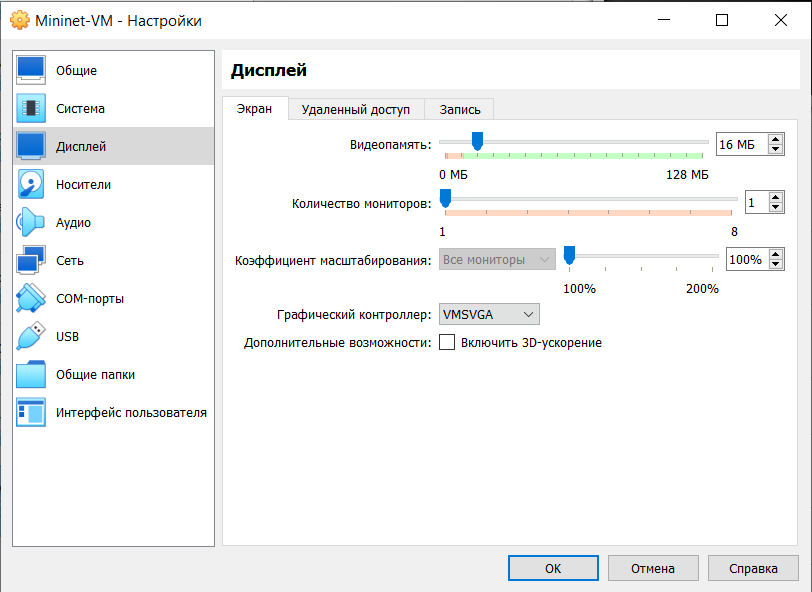 Mininet-VM - Настройки
Общие
Система
Дисплей
Носители
Аудио
Сеть
COM-порты
USB
Общие папки
Интерфейс пользователя
Дисплей
Экран Удаленный доступ Запись
Видеопамять: 16 МБ
0 МБ 128 МБ
Количество мониторов: 1
1 8
Коэффициент масштабирования: Все мониторы 100%
100% 200%
Графический контроллер: VMSVGA
Дополнительные возможности: Включить 3D-ускорение
ОК Отмена Справка